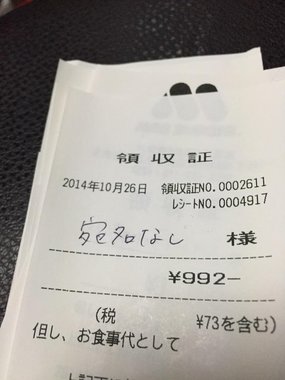 領収証
2014年10月26日 領収証NO.0002611
レシートNO.0004917
宛名なし 様
¥992-
(税 ¥73を含む)
但し、お食事代として